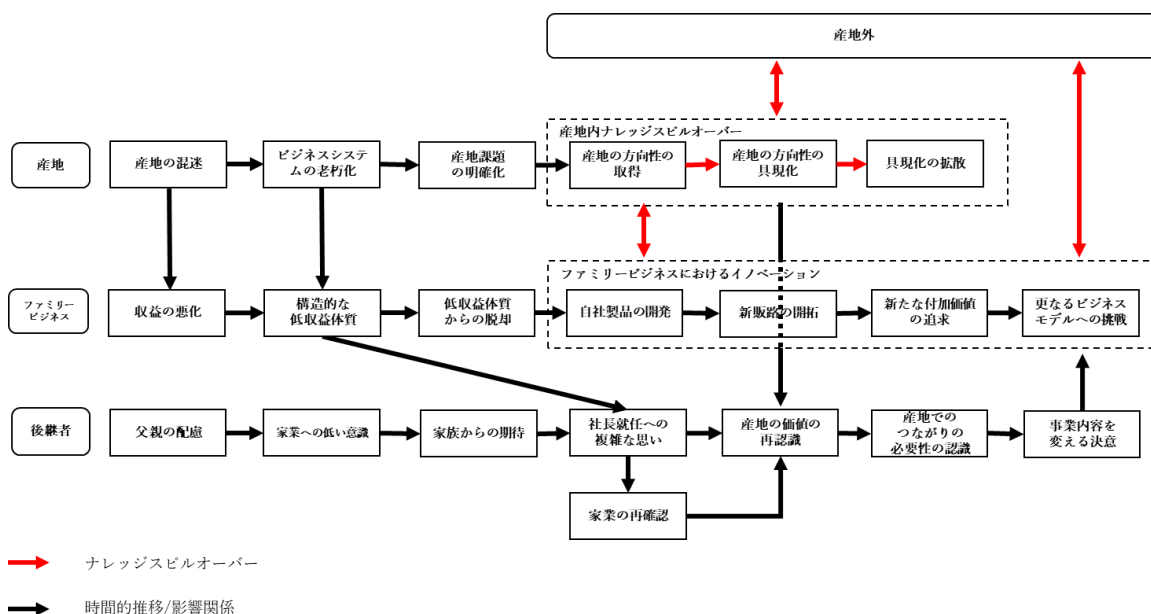 産地外
産地内ナレッジスピルオーバー
産地
産地の混迷
ビジネスシステ
ムの老朽化
産地課題
の明確化
産地の方向性の
取得
産地の方向性の
具現化
具現化の拡散
ファミリービジネスにおけるイノベーション
ファミリー
ビジネス
収益の悪化
構造的な
低収益体質
低収益体質
からの脱却
自社製品の開発
新販路の開拓
新たな付加価値
の追求
更なるビジネス
モデルへの挑戦
後継者
父親の配慮
家業への低い意識
家族からの期待
社長就任への
複雑な思い
産地の価値の
再認識
産地での
つながりの
必要性の認識
事業内容を
変える決意
家業の再確認
ナレッジスピルオーバー
時間的推移/影響関係